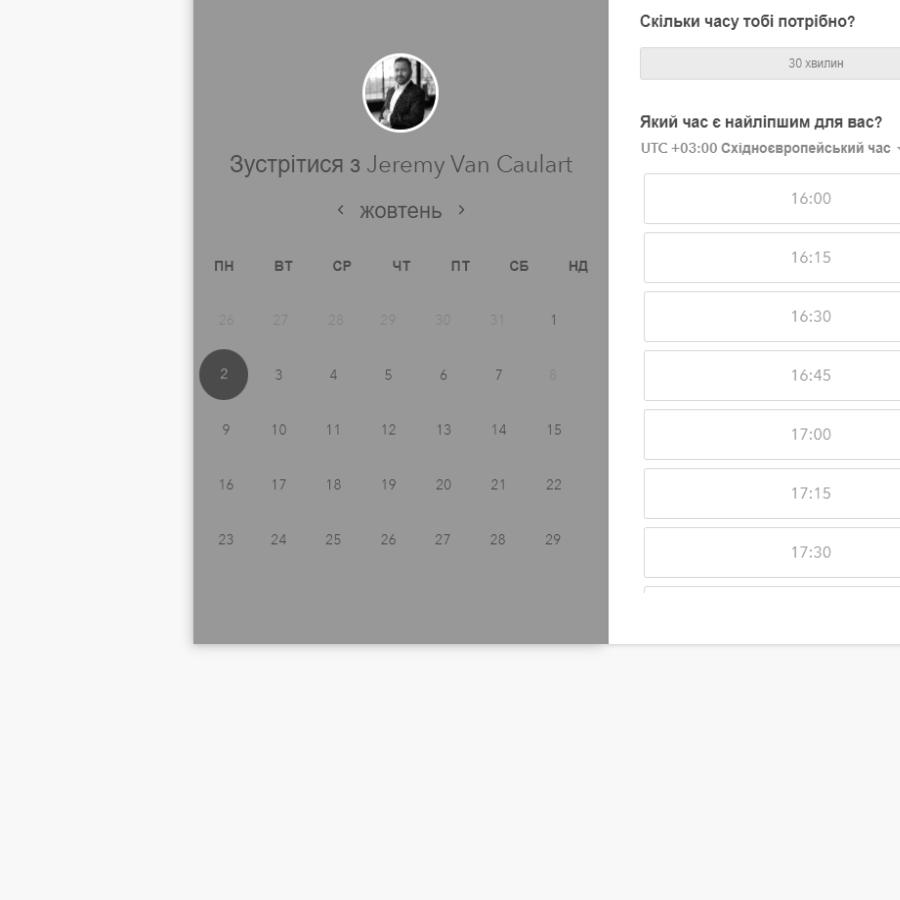 Зустрітися з Jeremy Van Caulart
жовтень
ПН ВТ СР ЧТ ПТ СБ НД
26 27 28 29 30 31 1
2 3 4 5 6 7 8
9 10 11 12 13 14 15
16 17 18 19 20 21 22
23 24 25 26 27 28 29
Скільки часу тобі потрібно?
30 хвилин
Який час є найліпшим для вас?
UTC +03:00 Східноєвропейський час
16:00
16:15
16:30
16:45
17:00
17:15
17:30